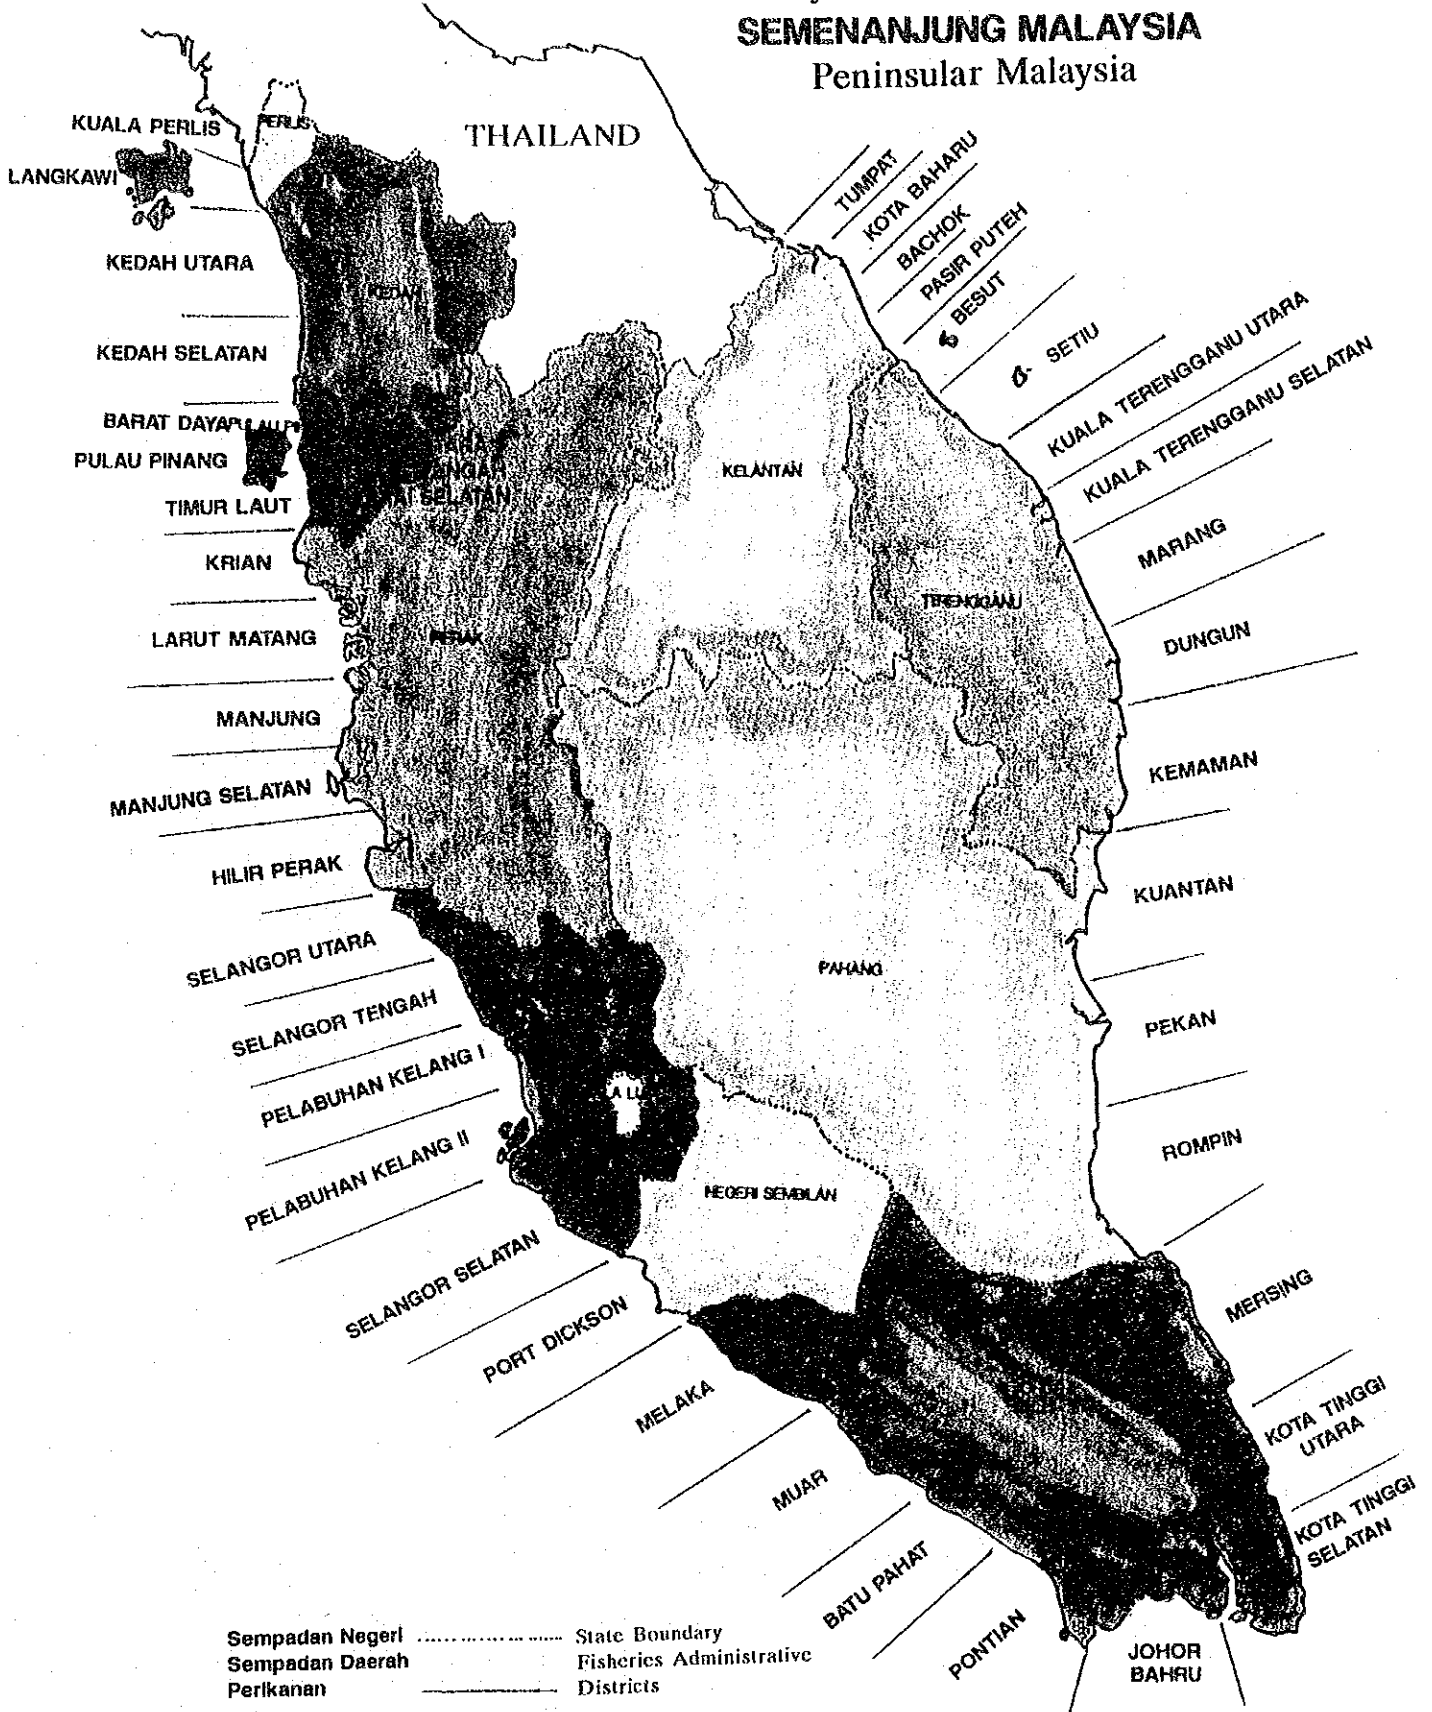 SEMENANJUNG MALAYSIA
Peninsular Malaysia
THAILAND
KUALA PERLIS
PERLIS
LANGKAWI
KEDAH UTARA
KEDAH
KEDAH SELATAN
BARAT DAYA
PULAU PINANG
TIMUR LAUT
SELATAN
KRIAN
LARUT MATANG
PERAK
MANJUNG
MANJUNG SELATAN
HILIR PERAK
SELANGOR UTARA
SELANGOR TENGAH
PELABUHAN KELANG I
PELABUHAN KELANG II
SELANGOR SELATAN
PORT DICKSON
MELAKA
MUAR
BATU PAHAT
PONTIAN
JOHOR
BAHRU
TUMPAT
KOTA BAHARU
BACHOK
PASIR PUTEH
BESUT
SETIU
KUALA TERENGGANU UTARA
KUALA TERENGGANU SELATAN
MARANG
DUNGUN
KEMAMAN
KUANTAN
PEKAN
ROMPIN
MERSING
KOTA TINGGI
UTARA
KOTA TINGGI
SELATAN
KELANTAN
TERENGGANU
PAHANG
NEGERI SEMBILAN
Sempadan Negeri State Boundary
Sempadan Daerah Fisheries Administrative
Perikanan Districts